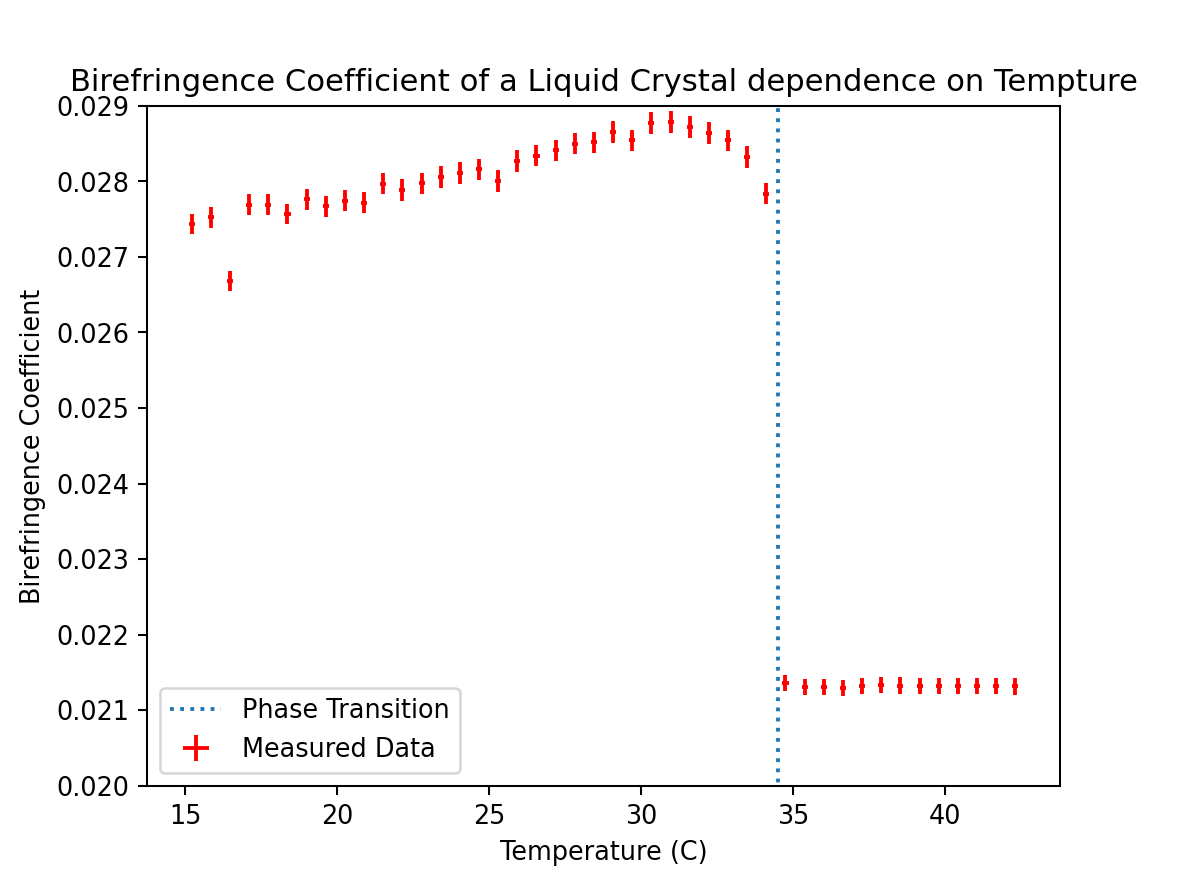 Birefringence Coefficient of a Liquid Crystal dependence on Tempture
0.029
0.028
0.027
0.026
0.025
0.024
0.023
0.022
0.021
0.020
Birefringence Coefficient
Phase Transition
Measured Data
15 20 25 30 35 40
Temperature (C)